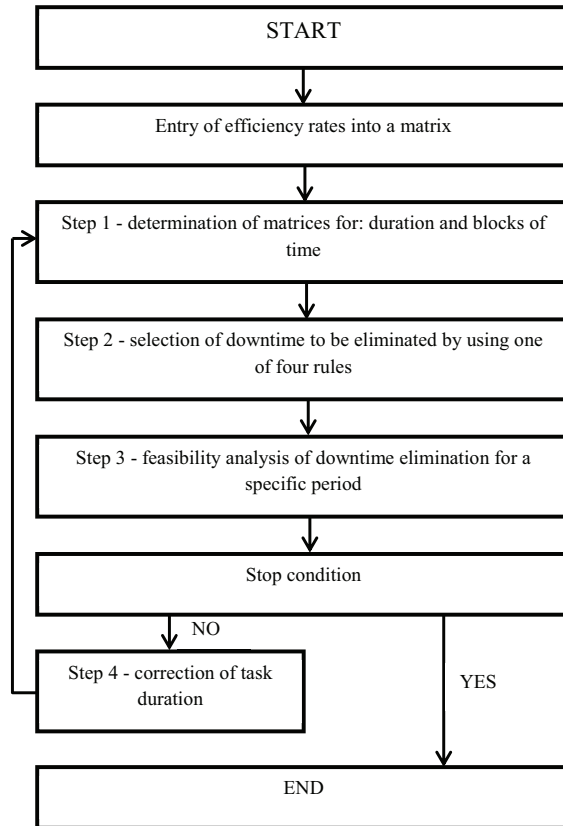 START
Entry of efficiency rates into a matrix
Step 1 - determination of matrices for: duration and blocks of
time
Step 2 - selection of downtime to be eliminated by using one
of four rules
Step 3 - feasibility analysis of downtime elimination for a
specific period
Stop condition
NO
Step 4 - correction of task
duration
YES
END